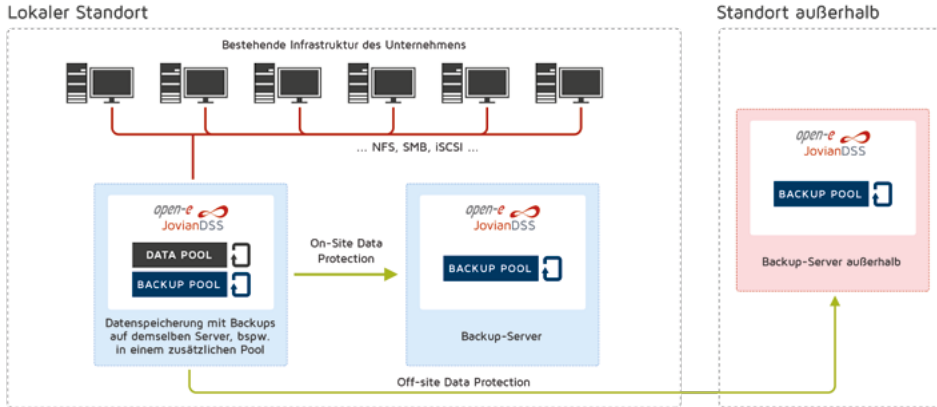 Lokaler Standort
Standort außerhalb
Bestehende Infrastruktur des Unternehmens
... NFS, SMB, iSCSI ...
open-e
JovianDSS
DATA POOL
BACKUP POOL
Datenspeicherung mit Backups
auf demselben Server, bspw.
in einem zusätzlichen Pool
On-Site Data
Protection
open-e
JovianDSS
BACKUP POOL
Backup-Server
open-e
JovianDSS
BACKUP POOL
Backup-Server außerhalb
Off-site Data Protection